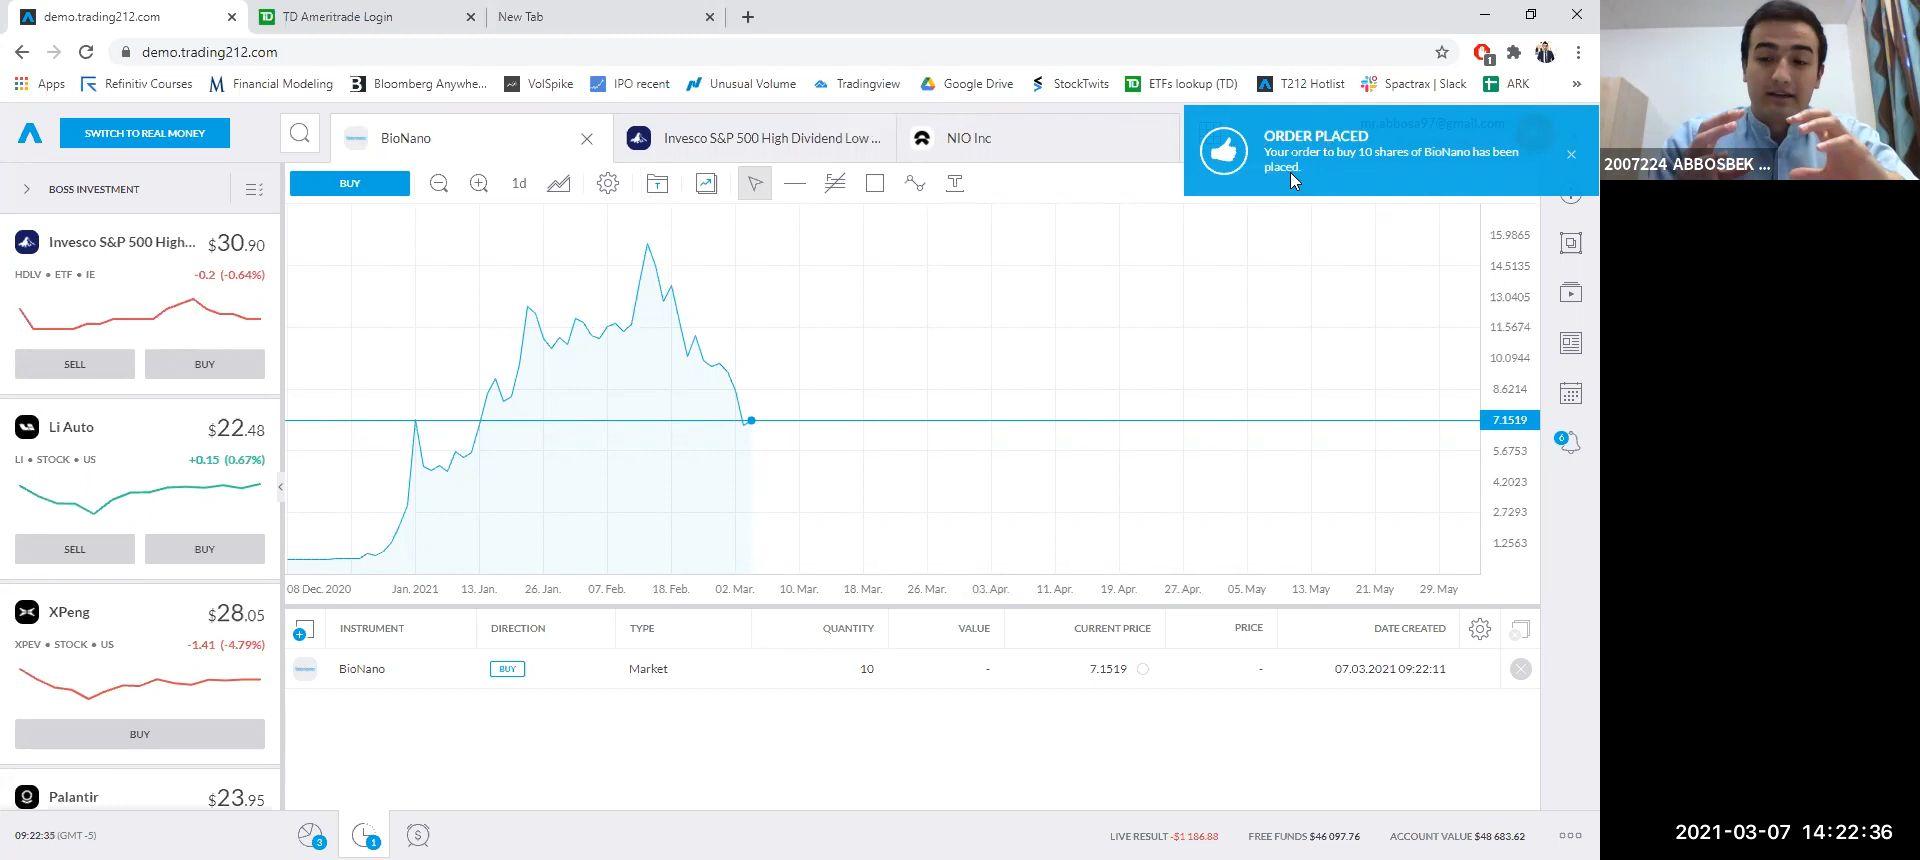 demo.trading212.com
TD Ameritrade Login
New Tab
demo.trading212.com
1
Apps
Refinitiv Courses
Financial Modeling
Bloomberg Anywhe...
VolSpike
IPO recent
Unusual Volume
Tradingview
Google Drive
StockTwits
ETFs lookup (TD)
T212 Hotlist
Spactrax | Slack
ARK
»
SWITCH TO REAL MONEY
BioNano
Invesco S&P 500 High Dividend Low ...
NIO Inc
mr.abbosa97@gmail.com
ORDER PLACED
Your order to buy 10 shares of BioNano has been
placed.
2007224 ABBOSBEK ...
BOSS INVESTMENT
BUY
1d
Invesco S&P 500 High...
$30.90
HDLV • ETF • IE
-0.2 (-0.64%)
SELL
BUY
Li Auto
$22.48
LI • STOCK • US
+0.15 (0.67%)
SELL
BUY
XPeng
$28.05
XPEV • STOCK • US
-1.41 (-4.79%)
BUY
Palantir
$23.95
15.9865
14.5135
13.0405
11.5674
10.0944
8.6214
7.1519
5.6753
4.2023
2.7293
1.2563
6
08 Dec. 2020
Jan. 2021
13. Jan.
26. Jan.
07. Feb.
18. Feb.
02. Mar.
10. Mar.
18. Mar.
26. Mar.
03. Apr.
11. Apr.
19. Apr.
27. Apr.
05. May
13. May
21. May
29. May
INSTRUMENT
DIRECTION
TYPE
QUANTITY
VALUE
CURRENT PRICE
PRICE
DATE CREATED
BioNano
BUY
Market
10
-
7.1519
-
07.03.2021 09:22:11
09:22:35 (GMT -5)
3
1
LIVE RESULT -$1 186.88
FREE FUNDS $46 097.76
ACCOUNT VALUE $48 683.62
2021-03-07 14:22:36